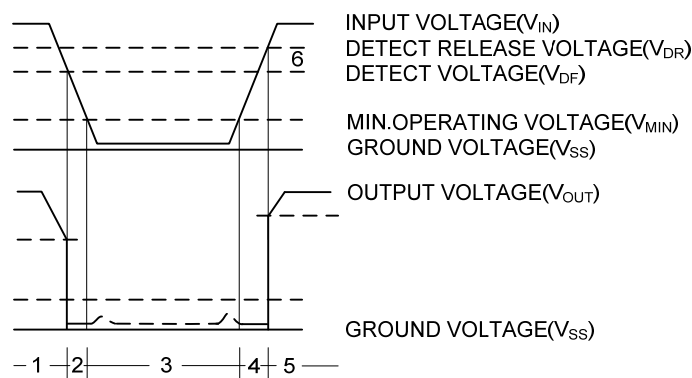 INPUT VOLTAGE(VIN)
DETECT RELEASE VOLTAGE(VDR)
6
DETECT VOLTAGE(VDF)
MIN.OPERATING VOLTAGE(VMIN)
GROUND VOLTAGE(VSS)
OUTPUT VOLTAGE(VOUT)
GROUND VOLTAGE(VSS)
1 2 3 4 5